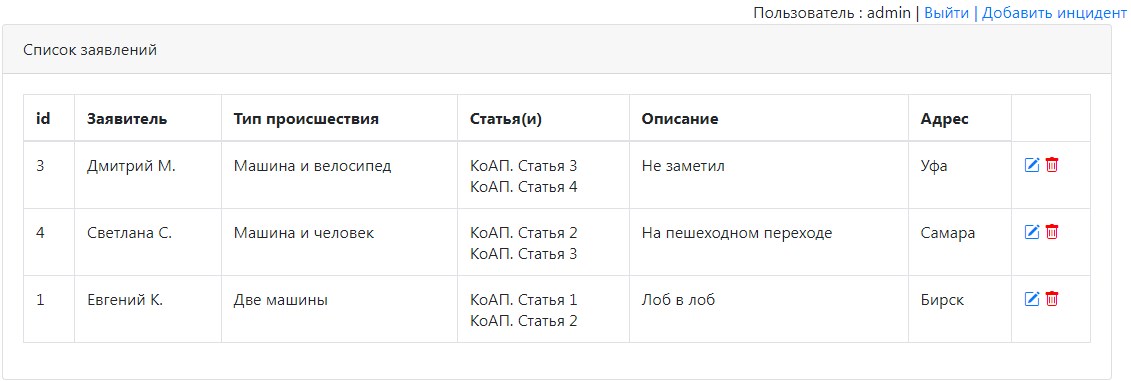 Пользователь : admin | Выйти | Добавить инцидент
Список заявлений
id Заявитель Тип происшествия Статья(и) Описание Адрес
3 Дмитрий М. Машина и велосипед КоАП. Статья 3 Не заметил Уфа
КоАП. Статья 4
4 Светлана С. Машина и человек КоАП. Статья 2 На пешеходном переходе Самара
КоАП. Статья 3
1 Евгений К. Две машины КоАП. Статья 1 Лоб в лоб Бирск
КоАП. Статья 2